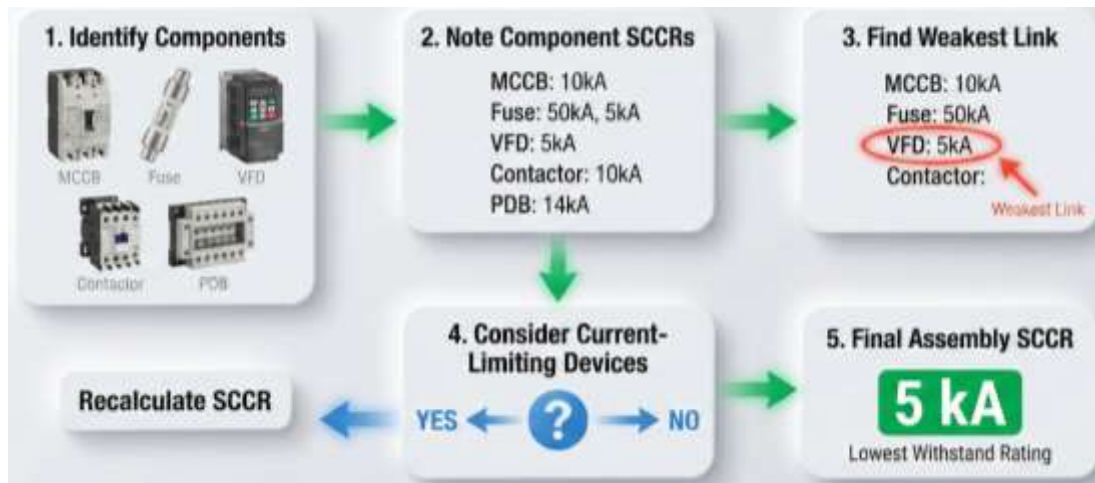 1. Identify Components
MCCB
Fuse
VFD
Contactor
PDB
2. Note Component SCCRs
MCCB: 10kA
Fuse: 50kA, 5kA
VFD: 5kA
Contactor: 10kA
PDB: 14kA
3. Find Weakest Link
MCCB: 10kA
Fuse: 50kA
VFD: 5kA
Contactor:
Weakest Link
4. Consider Current-
Limiting Devices
YES
?
NO
Recalculate SCCR
5. Final Assembly SCCR
5 kA
Lowest Withstand Rating